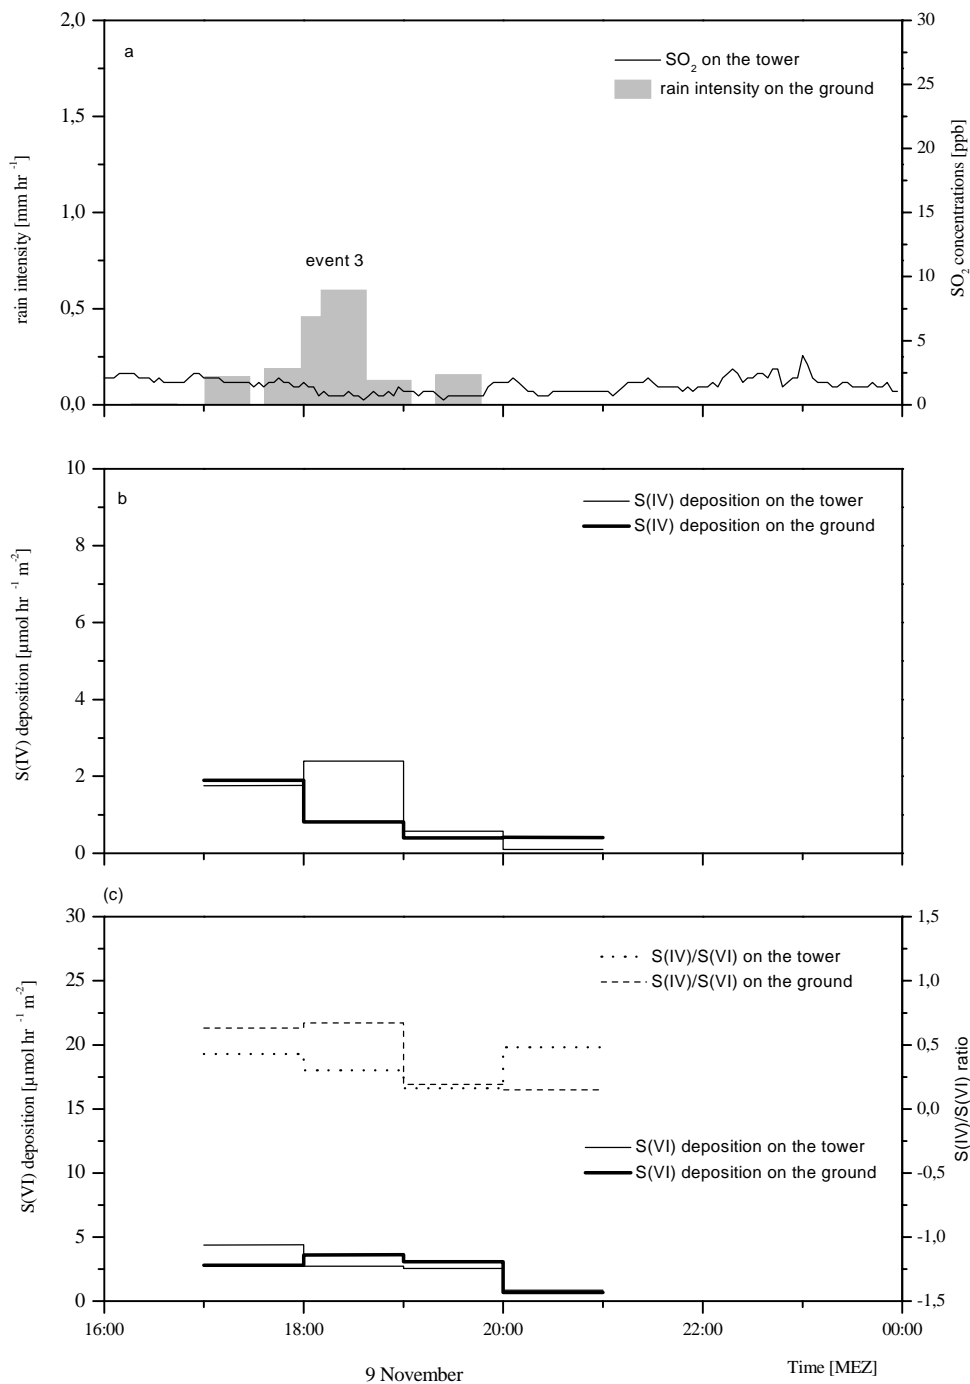 a
SO2 on the tower
rain intensity on the ground
event 3
2,0
1,5
1,0
0,5
0,0
rain intensity [mm hr -1]
30
25
20
15
10
5
0
SO2 concentrations [ppb]
b
S(IV) deposition on the tower
S(IV) deposition on the ground
10
8
6
4
2
0
S(IV) deposition [µmol hr -1 m-2]
(c)
S(IV)/S(VI) on the tower
S(IV)/S(VI) on the ground
S(VI) deposition on the tower
S(VI) deposition on the ground
30
25
20
15
10
5
0
S(VI) deposition [µmol hr -1 m-2]
1,5
1,0
0,5
0,0
-0,5
-1,0
-1,5
S(IV)/S(VI) ratio
16:00 18:00 20:00 22:00 00:00
9 November
Time [MEZ]